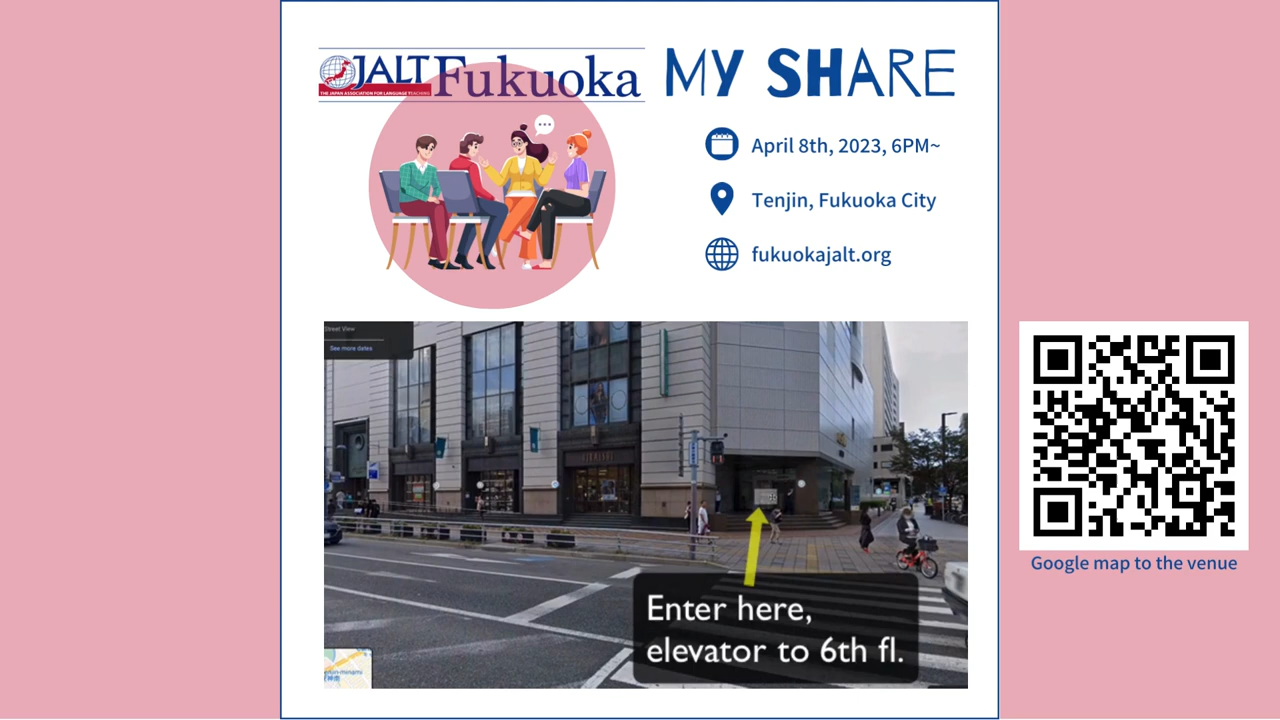 JALT Fukuoka
THE JAPAN ASSOCIATION FOR LANGUAGE TEACHING
MY SHARE
April 8th, 2023, 6PM~
Tenjin, Fukuoka City
fukuokajalt.org
Street View
See more dates
Enter here,
elevator to 6th fl.
Google map to the venue